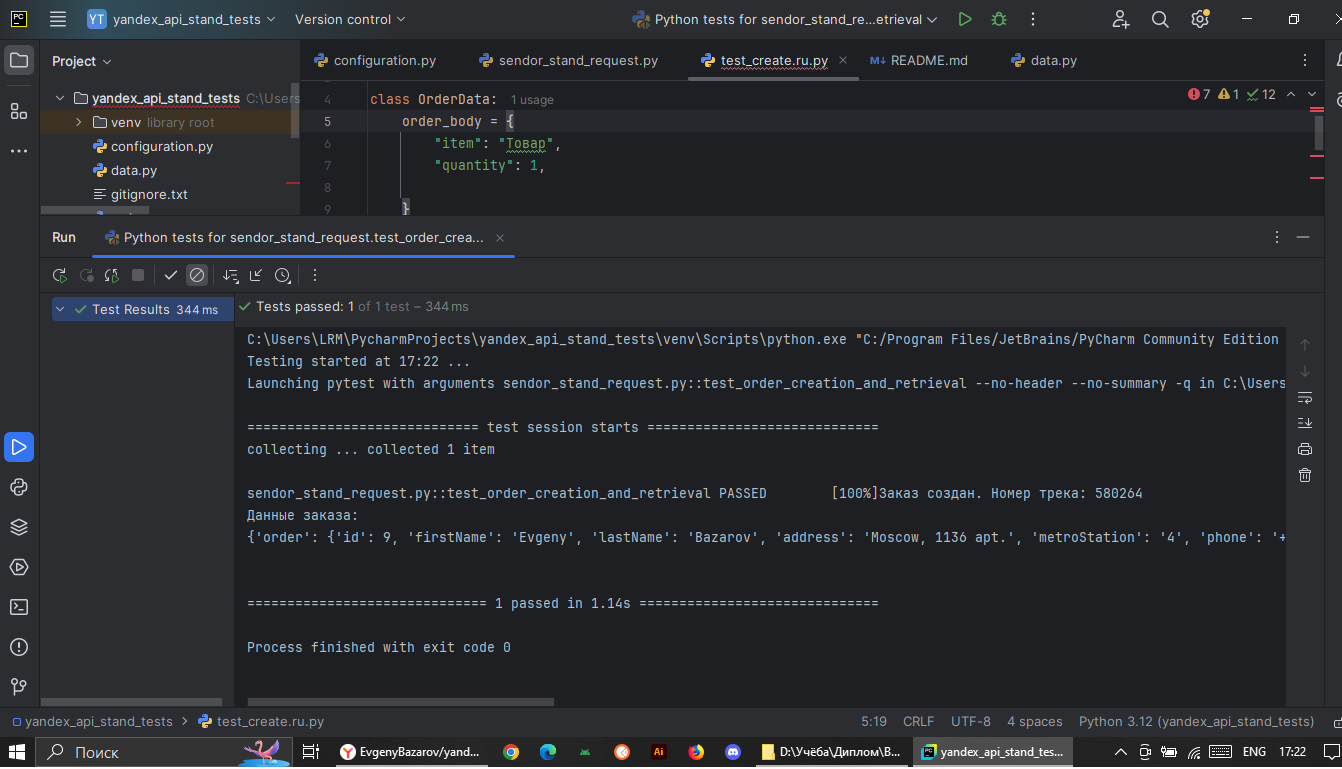 PC YT yandex_api_stand_tests Version control Python tests for sendor_stand_re...etrieval
Project configuration.py sendor_stand_request.py test_create.ru.py README.md data.py
yandex_api_stand_tests C:\Users
venv library root
configuration.py
data.py
gitignore.txt
4 class OrderData: 1 usage 7 1 12
5 order_body = {
6 "item": "Товар",
7 "quantity": 1,
8
9 }
Run Python tests for sendor_stand_request.test_order_crea...
Test Results 344 ms Tests passed: 1 of 1 test – 344 ms
C:\Users\LRM\PycharmProjects\yandex_api_stand_tests\venv\Scripts\python.exe "C:/Program Files/JetBrains/PyCharm Community Edition
Testing started at 17:22 ...
Launching pytest with arguments sendor_stand_request.py::test_order_creation_and_retrieval --no-header --no-summary -q in C:\Users
============================= test session starts =============================
collecting ... collected 1 item
sendor_stand_request.py::test_order_creation_and_retrieval PASSED [100%]Заказ создан. Номер трека: 580264
Данные заказа:
{'order': {'id': 9, 'firstName': 'Evgeny', 'lastName': 'Bazarov', 'address': 'Moscow, 1136 apt.', 'metroStation': '4', 'phone': '+
============================== 1 passed in 1.14s ==============================
Process finished with exit code 0
yandex_api_stand_tests > test_create.ru.py 5:19 CRLF UTF-8 4 spaces Python 3.12 (yandex_api_stand_tests)
Поиск EvgenyBazarov/yand... Ai D:\Учёба\Диплом\В... PC yandex_api_stand_tes... ENG 17:22